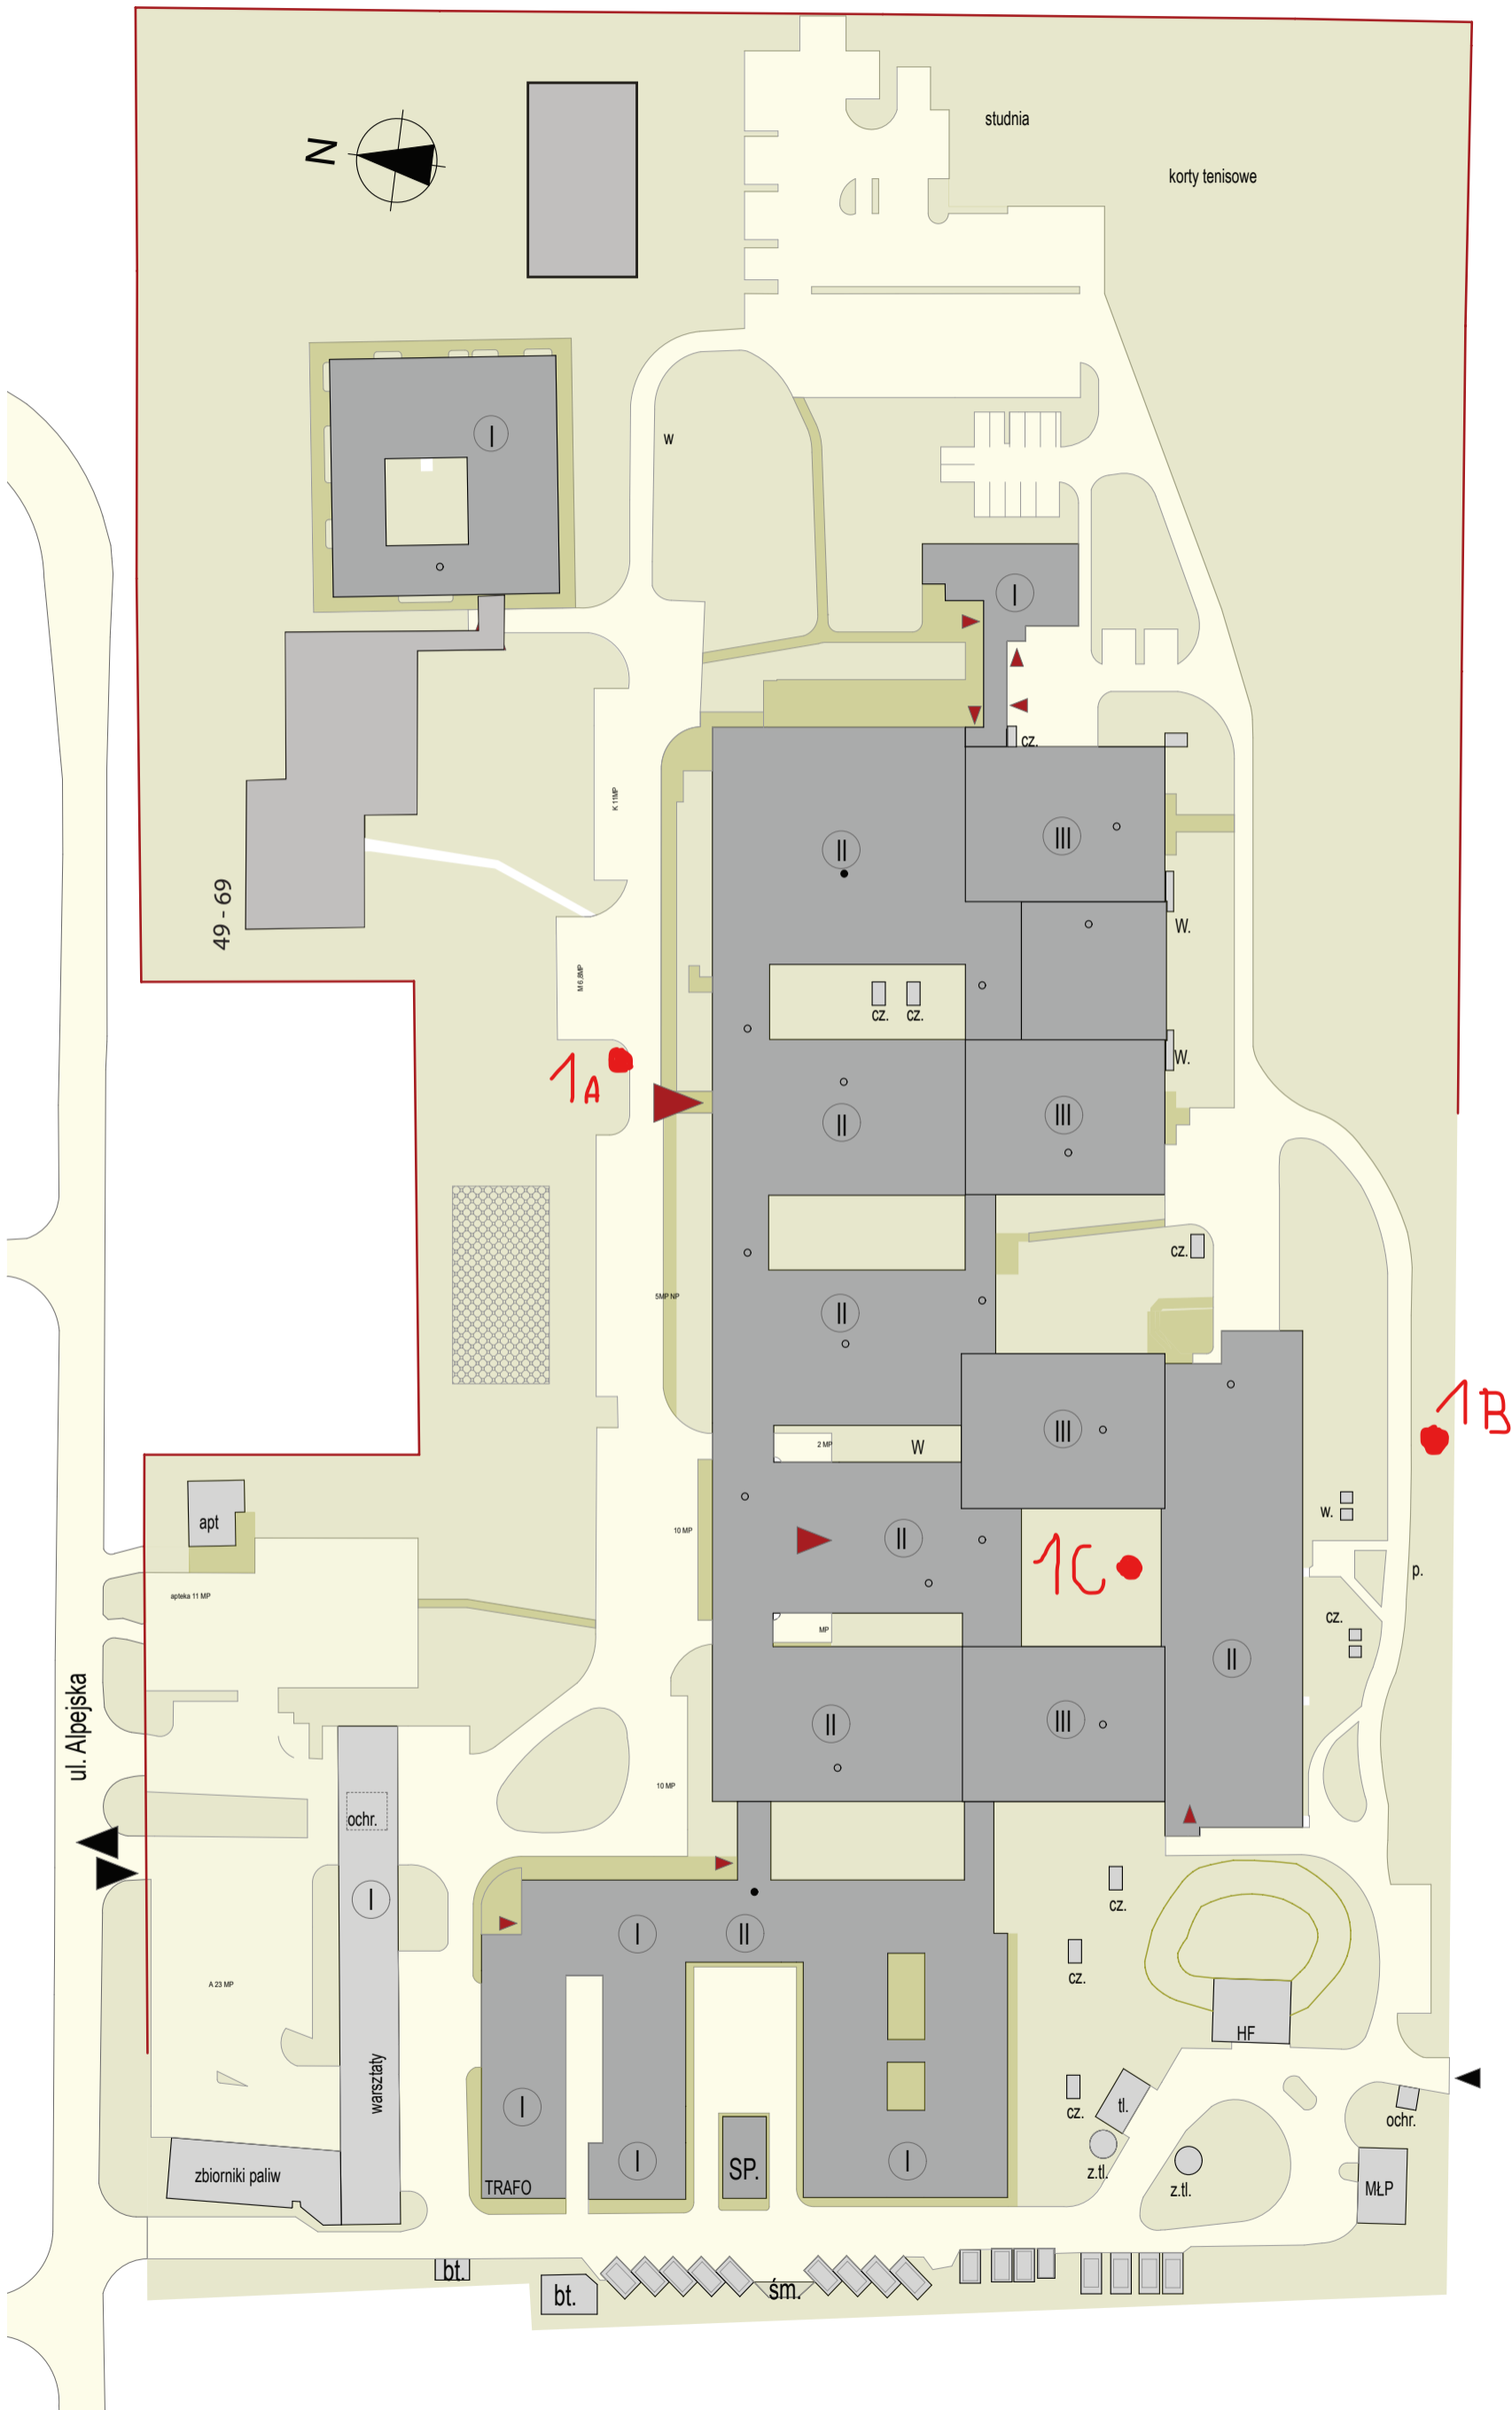 studnia
korty tenisowe
N
I
w
I
cz.
K 11MP
II
III
49 - 69
W.
M 6,8MP
cz. cz.
W.
1A
II
III
cz.
5MP NP
II
1B
III
2 MP
W
apt
w.
10 MP
II
1C
p.
apteka 11 MP
cz.
MP
II
ul. Alpejska
II
III
10 MP
ochr.
I
cz.
I
II
cz.
A 23 MP
HF
warsztaty
I
cz.
tl.
ochr.
I
SP.
I
z.tl.
zbiorniki paliw
TRAFO
z.tl.
MŁP
bt.
bt.
śm.